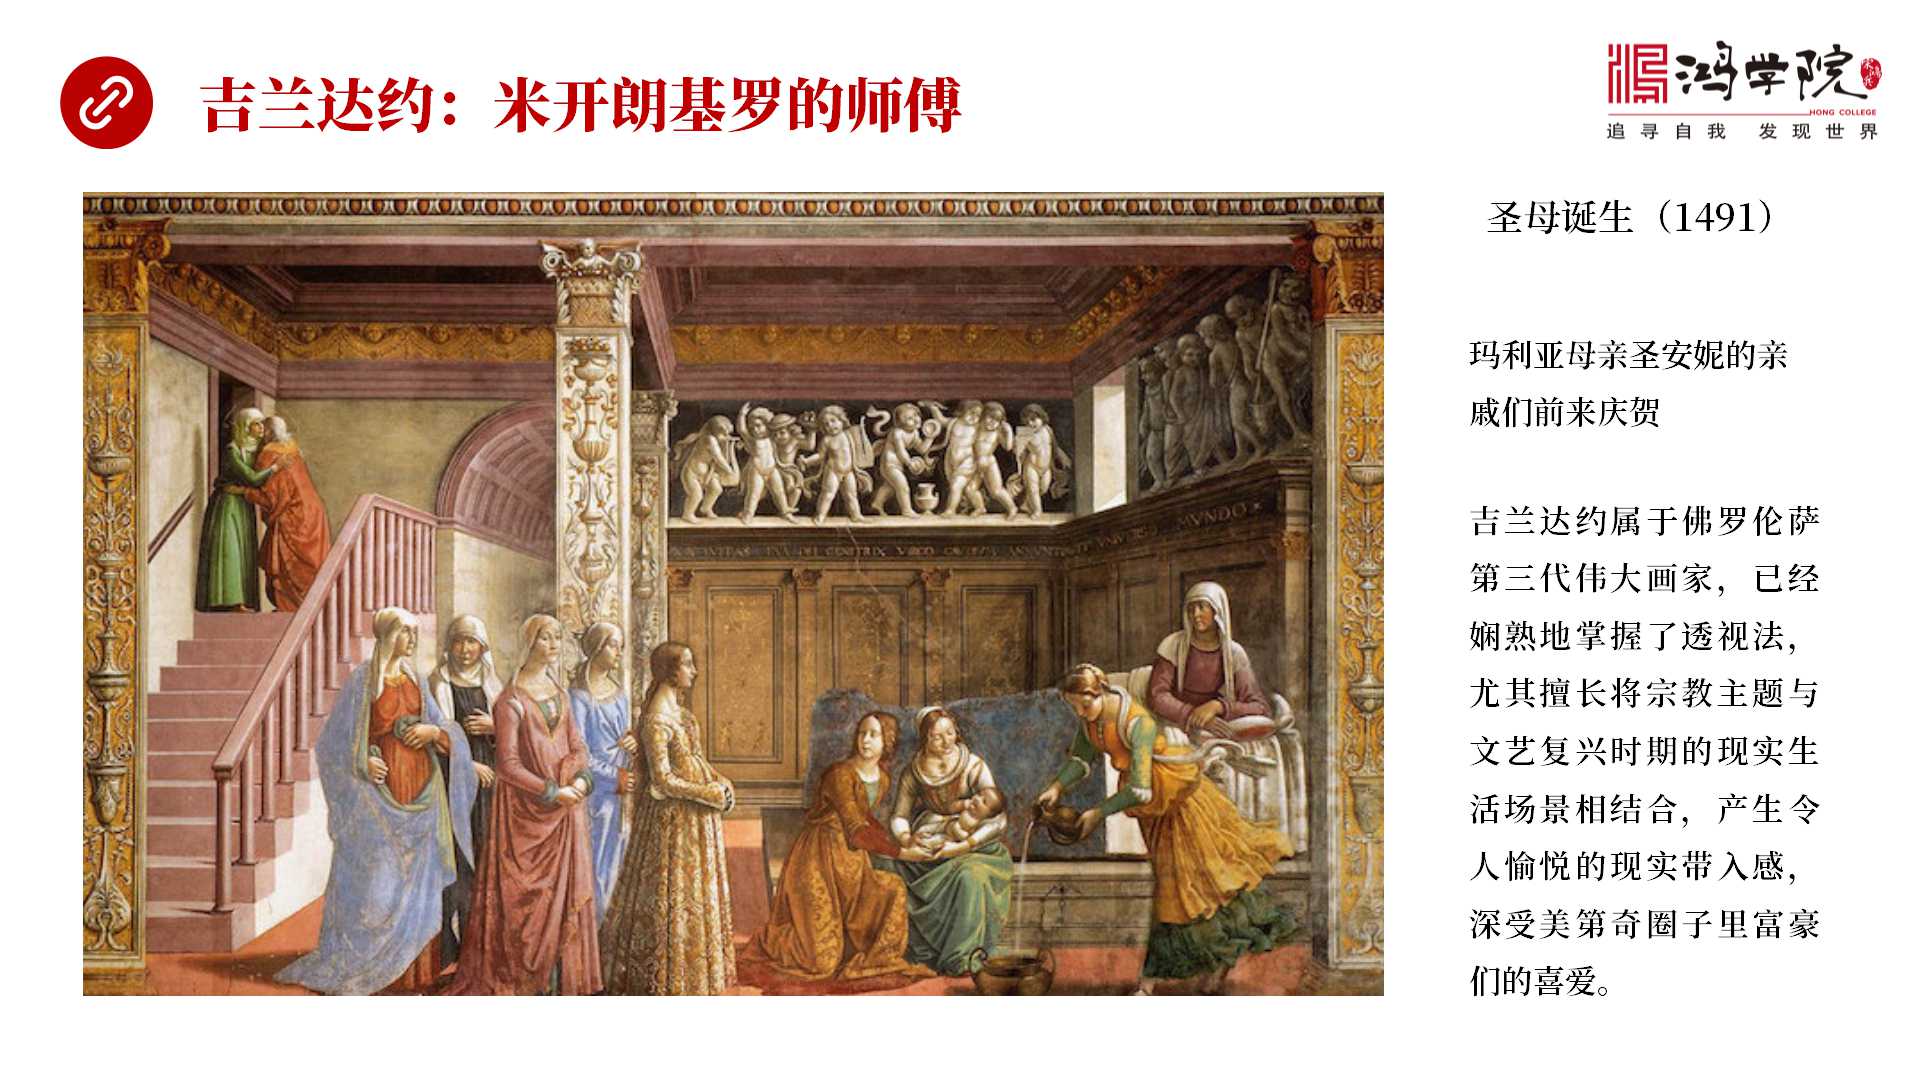 吉兰达约：米开朗基罗的师傅
鸿学院
HONG COLLEGE
追寻自我 发现世界
圣母诞生（1491）
玛利亚母亲圣安妮的亲
戚们前来庆贺
吉兰达约属于佛罗伦萨
第三代伟大画家，已经
娴熟地掌握了透视法，
尤其擅长将宗教主题与
文艺复兴时期的现实生
活场景相结合，产生令
人愉悦的现实带入感，
深受美第奇圈子里富豪
们的喜爱。
MVNDO